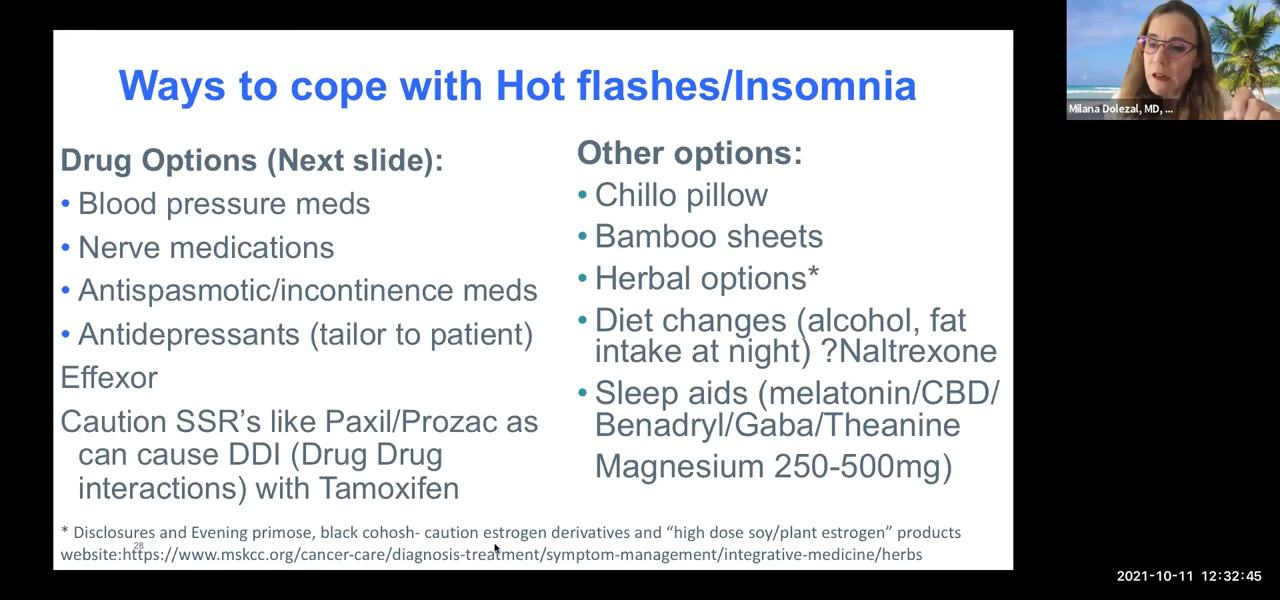 Ways to cope with Hot flashes/Insomnia
Drug Options (Next slide):
• Blood pressure meds
• Nerve medications
• Antispasmotic/incontinence meds
• Antidepressants (tailor to patient)
Effexor
Caution SSR's like Paxil/Prozac as
can cause DDI (Drug Drug
interactions) with Tamoxifen
Other options:
• Chillo pillow
• Bamboo sheets
• Herbal options*
• Diet changes (alcohol, fat
intake at night) ?Naltrexone
• Sleep aids (melatonin/CBD/
Benadryl/Gaba/Theanine
Magnesium 250-500mg)
* Disclosures and Evening primose, black cohosh- caution estrogen derivatives and “high dose soy/plant estrogen” products
28
website:https://www.mskcc.org/cancer-care/diagnosis-treatment/symptom-management/integrative-medicine/herbs
Milana Dolezal, MD, ...
2021-10-11 12:32:45